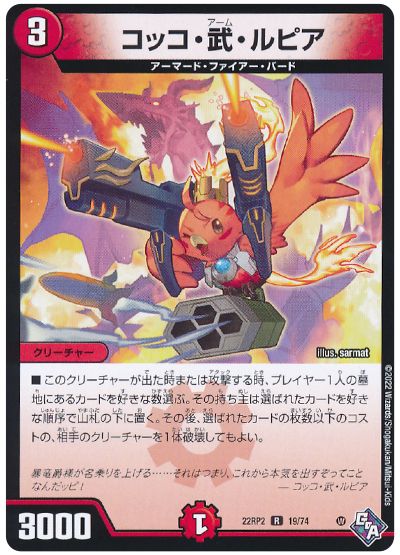 3
アーム
コッコ・武・ルピア
アーマード・ファイアー・バード
クリーチャー
illus. sarmat
■このクリーチャーが出た時または攻撃する時、プレイヤー1人の墓
地にあるカードを好きな数選ぶ。その持ち主は選ばれたカードを好き
な順序で山札の下に置く。その後、選ばれたカードの枚数以下のコス
トの、相手のクリーチャーを1体破壊してもよい。
暴竜爵様が名乗りを上げる……それはつまり、これから本気を出すぞってこと
なんだッピ!
— コッコ・武・ルピア
3000
1
22RP2 R 19/74
W
©2022 Wizards/Shogakukan/Mitsui-Kids